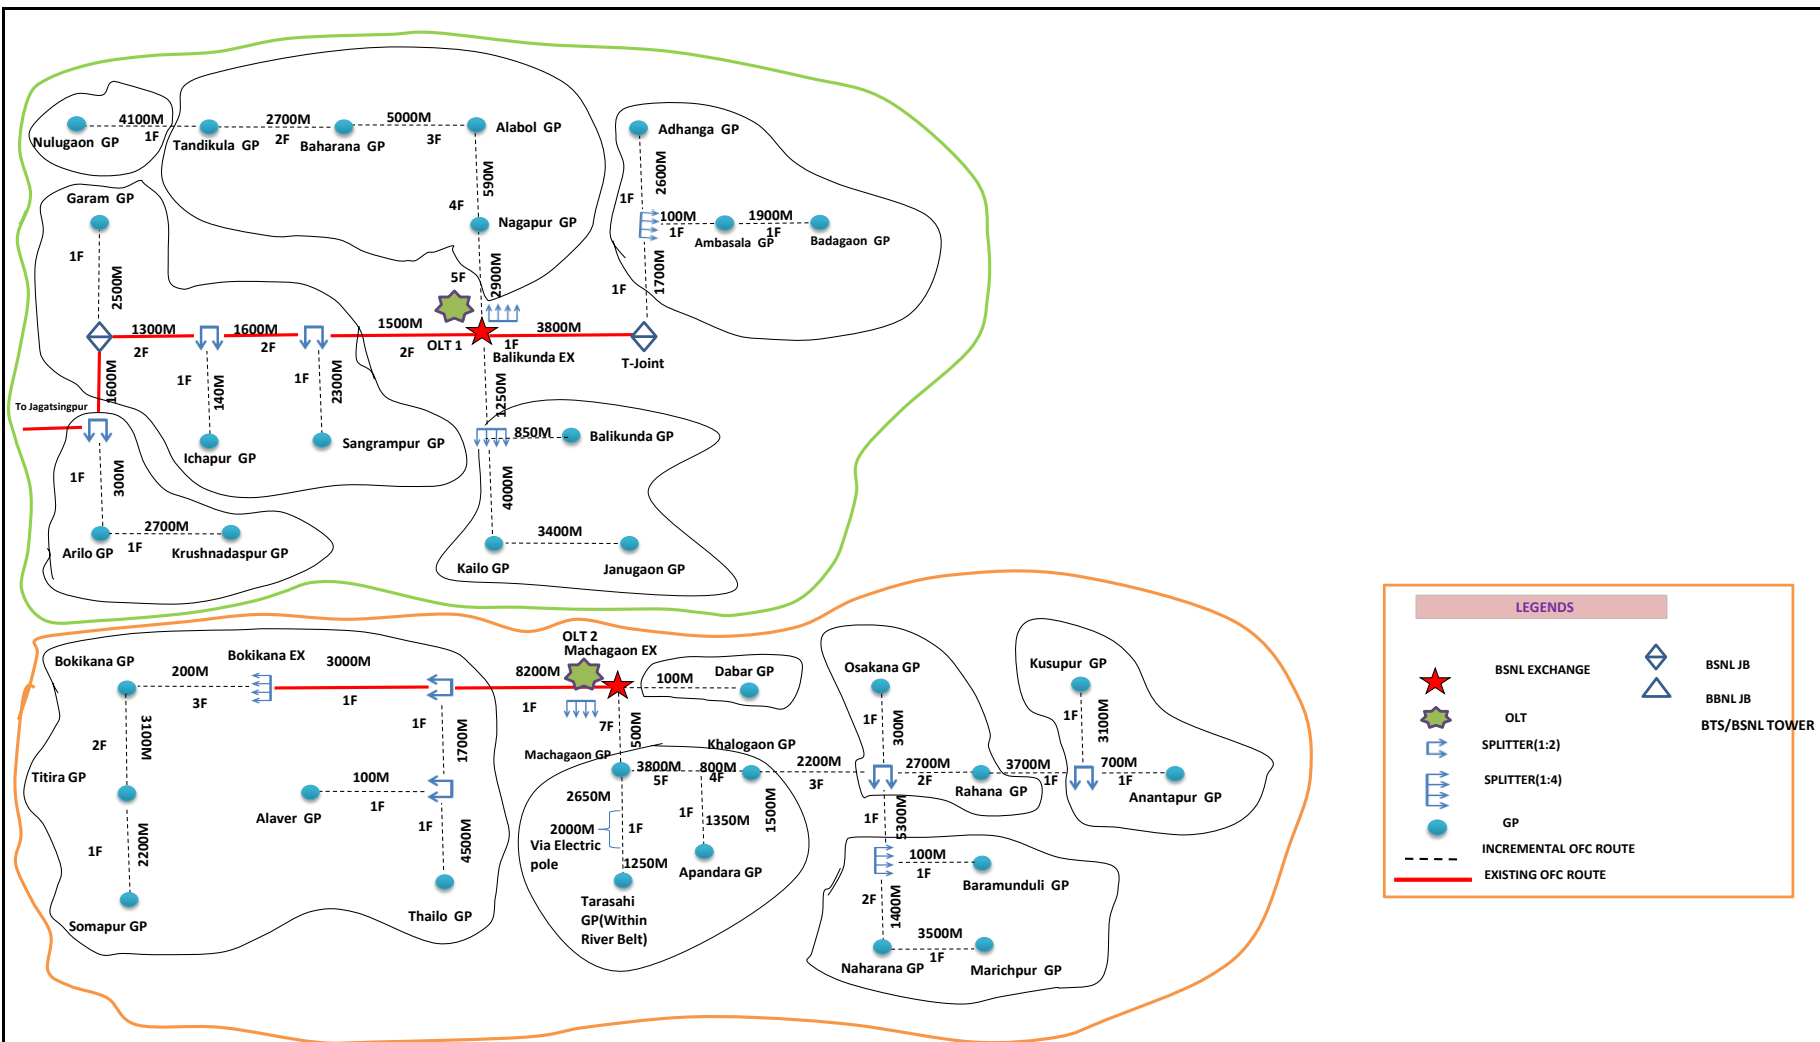 4100M
1F
Nulugaon GP
Tandikula GP
2700M
2F
Baharana GP
5000M
3F
Alabol GP
590M
4F
Nagapur GP
5F
2900M
Adhanga GP
2600M
1F
100M
1F
Ambasala GP
1900M
1F
Badagaon GP
1700M
1F
Garam GP
1F
2500M
1300M
2F
1600M
2F
1500M
2F
OLT 1
Balikunda EX
3800M
1F
T-Joint
1600M
To Jagatsingpur
1F
140M
Ichapur GP
1F
2300M
Sangrampur GP
1250M
850M
Balikunda GP
4000M
3400M
Kailo GP
Janugaon GP
1F
300M
Arilo GP
2700M
1F
Krushnadaspur GP
Bokikana GP
200M
3F
Bokikana EX
3000M
1F
8200M
1F
OLT 2
Machagaon EX
100M
Dabar GP
7F
500M
Machagaon GP
3100M
2F
Titira GP
2200M
1F
Somapur GP
1F
1700M
100M
1F
Alaver GP
1F
4500M
Thailo GP
3800M
5F
800M
4F
Khalogaon GP
2650M
2000M
Via Electric
pole
1F
1250M
Tarasahi
GP(Within
River Belt)
1F
1350M
Apandara GP
1500M
2200M
3F
Osakana GP
1F
300M
2700M
2F
Rahana GP
3700M
1F
Kusupur GP
1F
3100M
700M
1F
Anantapur GP
1F
5300M
100M
1F
Baramunduli GP
2F
1400M
Naharana GP
3500M
1F
Marichpur GP
LEGENDS
BSNL EXCHANGE
BSNL JB
BBNL JB
OLT
BTS/BSNL TOWER
SPLITTER(1:2)
SPLITTER(1:4)
GP
INCREMENTAL OFC ROUTE
EXISTING OFC ROUTE